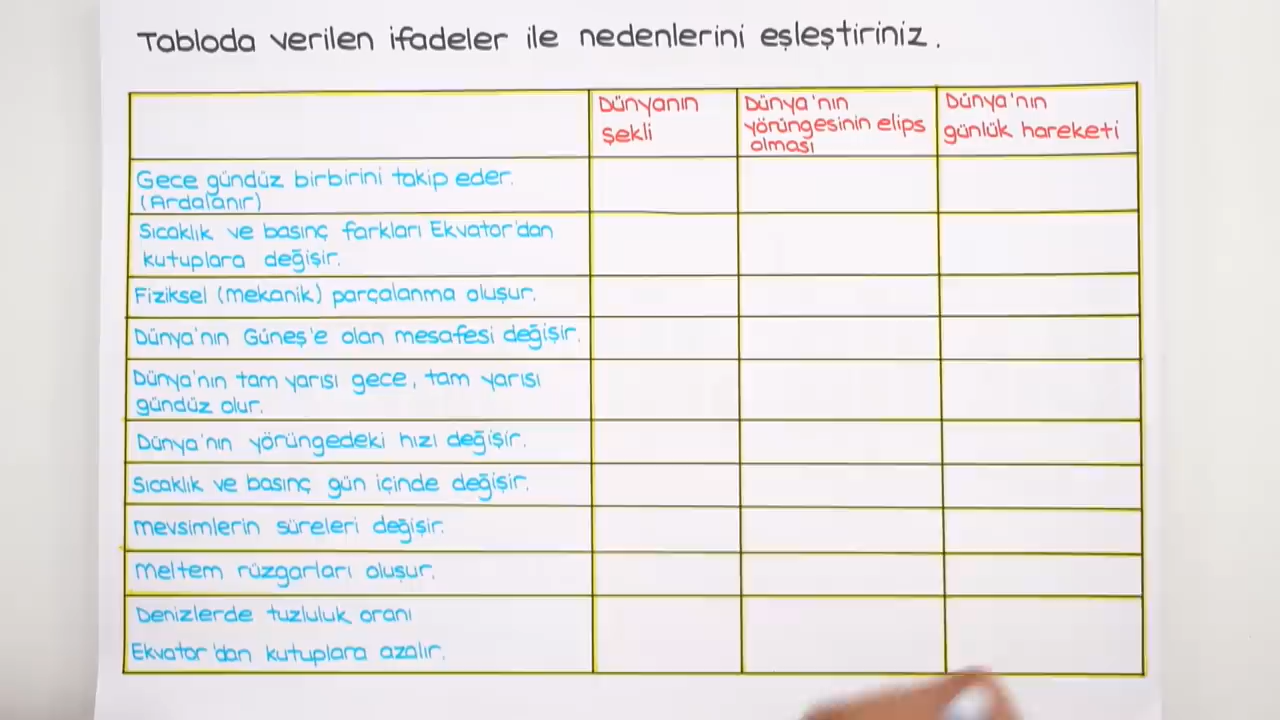 Tabloda verilen ifadeler ile nedenlerini eşleştiriniz.
Dünyanın
şekli
Dünya'nın
yörüngesinin elips
olması
Dünya'nın
günlük hareketi
Gece gündüz birbirini takip eder.
(Ardalanır)
Sıcaklık ve basınç farkları Ekvator'dan
kutuplara değişir.
Fiziksel (mekanik) parçalanma oluşur.
Dünya'nın Güneş'e olan mesafesi değişir.
Dünya'nın tam yarısı gece, tam yarısı
gündüz olur.
Dünya'nın yörüngedeki hızı değişir.
Sıcaklık ve basınç gün içinde değişir.
Mevsimlerin süreleri değişir.
Meltem rüzgarları oluşur.
Denizlerde tuzluluk oranı
Ekvator'dan kutuplara azalır.